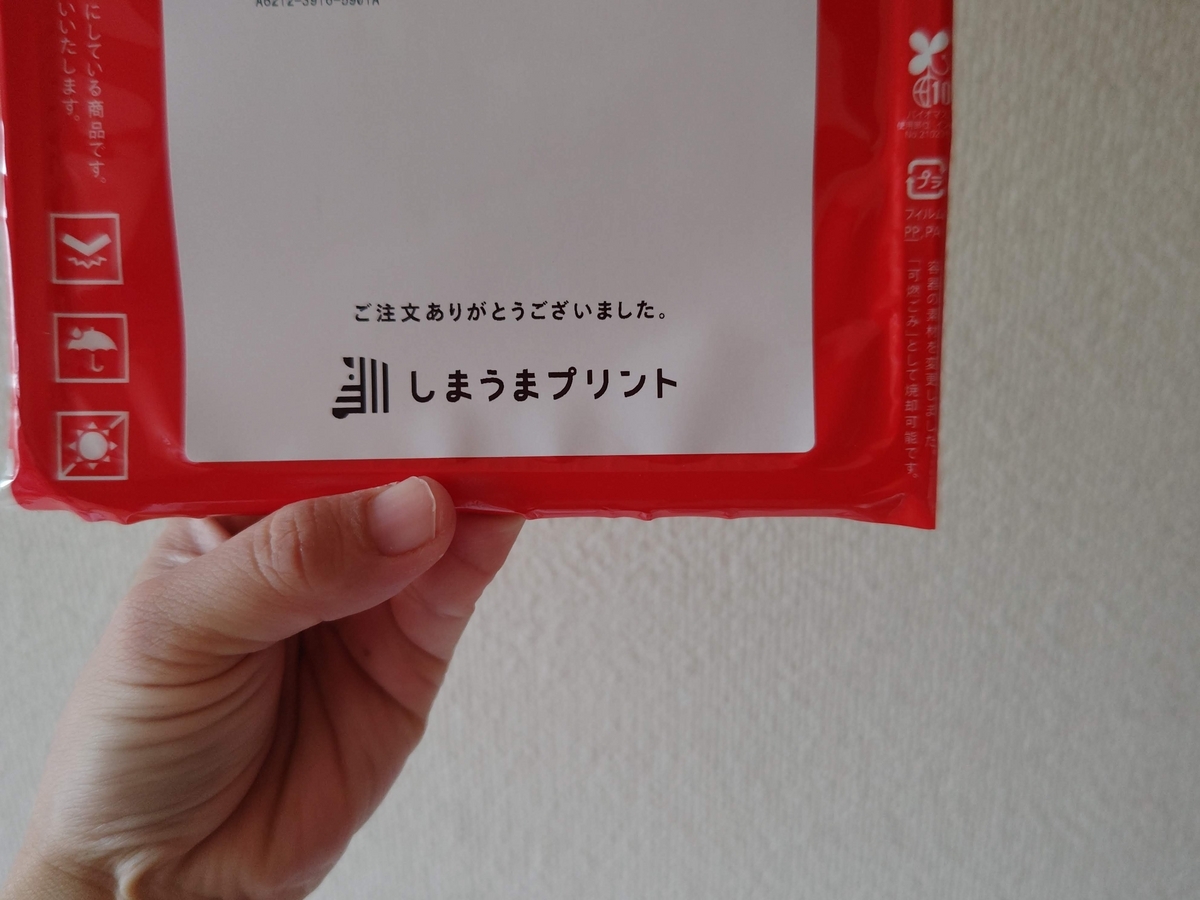 にしている商品です。
いいたします。
ご注文ありがとうございました。
しまうまプリント
10
プラ
フィルム
PP, PA
容器の素材を変更しました
「可燃ごみ」として焼却可能です。